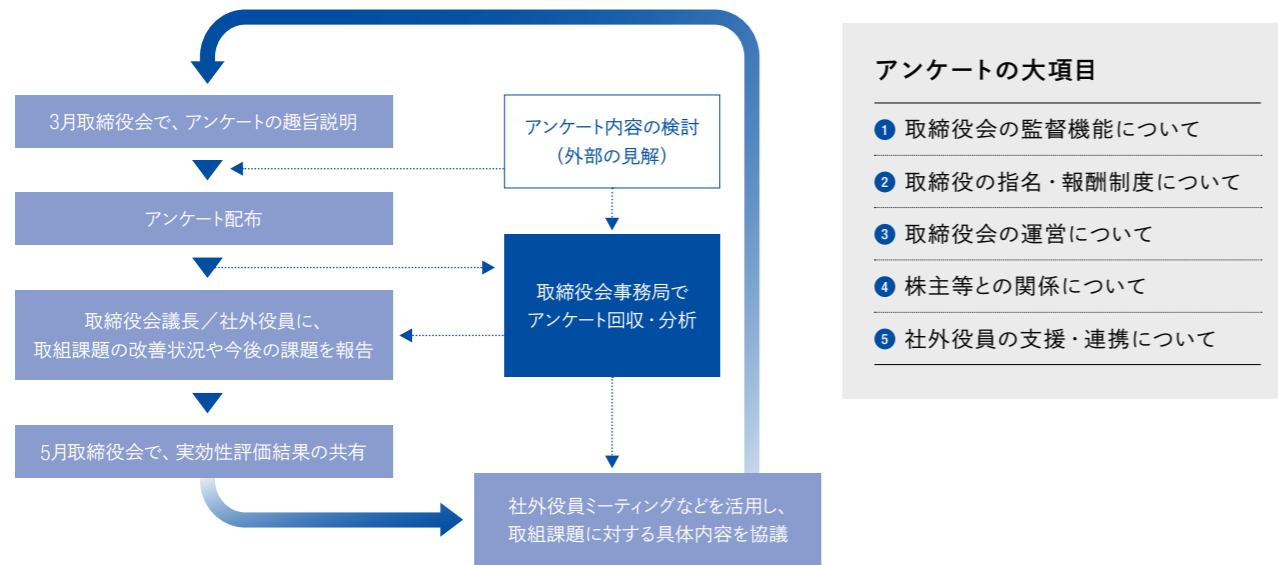 3月取締役会で、アンケートの趣旨説明
アンケート内容の検討
(外部の見解)
アンケート配布
取締役会事務局で
アンケート回収・分析
取締役会議長／社外役員に、
取組課題の改善状況や今後の課題を報告
5月取締役会で、実効性評価結果の共有
社外役員ミーティングなどを活用し、
取組課題に対する具体内容を協議
アンケートの大項目
1 取締役会の監督機能について
2 取締役の指名・報酬制度について
3 取締役会の運営について
4 株主等との関係について
5 社外役員の支援・連携について